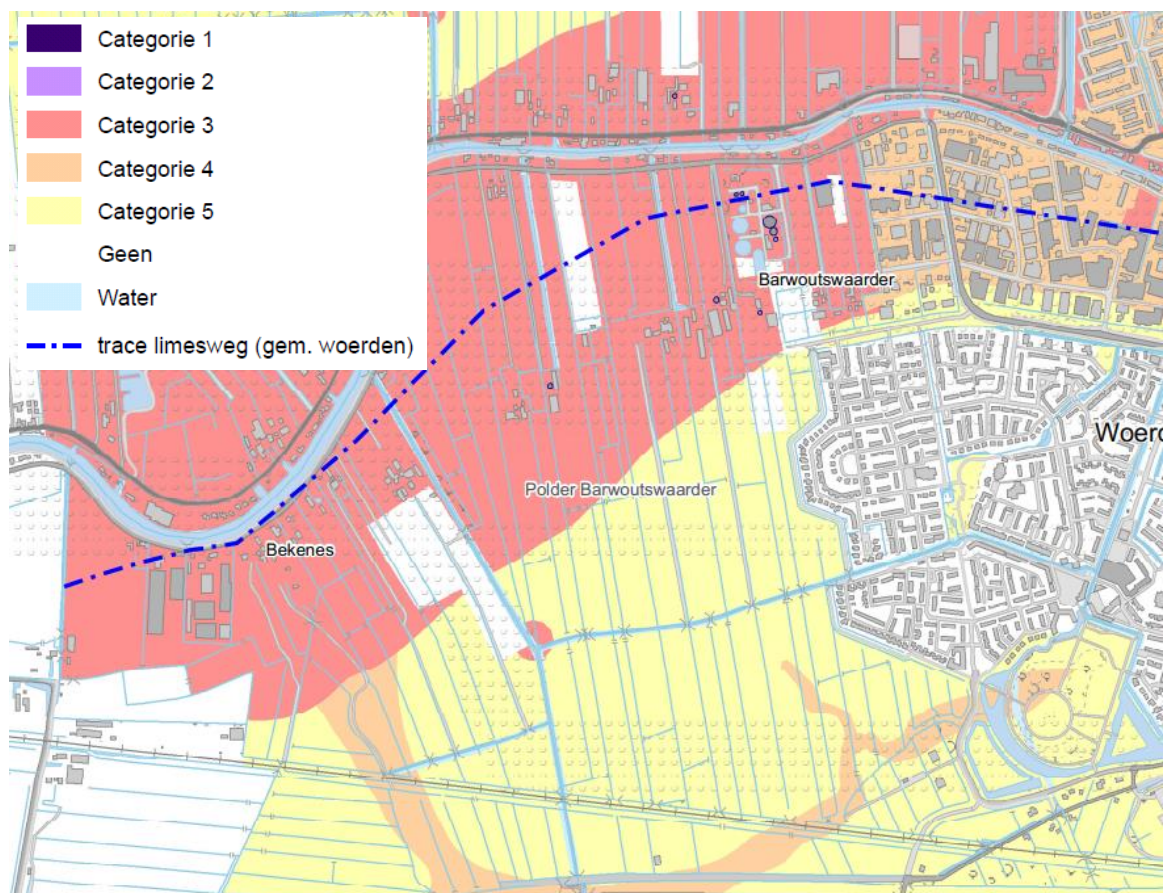 Categorie 1
Categorie 2
Categorie 3
Categorie 4
Categorie 5
Geen
Water
trace limesweg (gem. woerden)
Barwoutswaarder
Woerd
Polder Barwoutswaarder
Bekenes